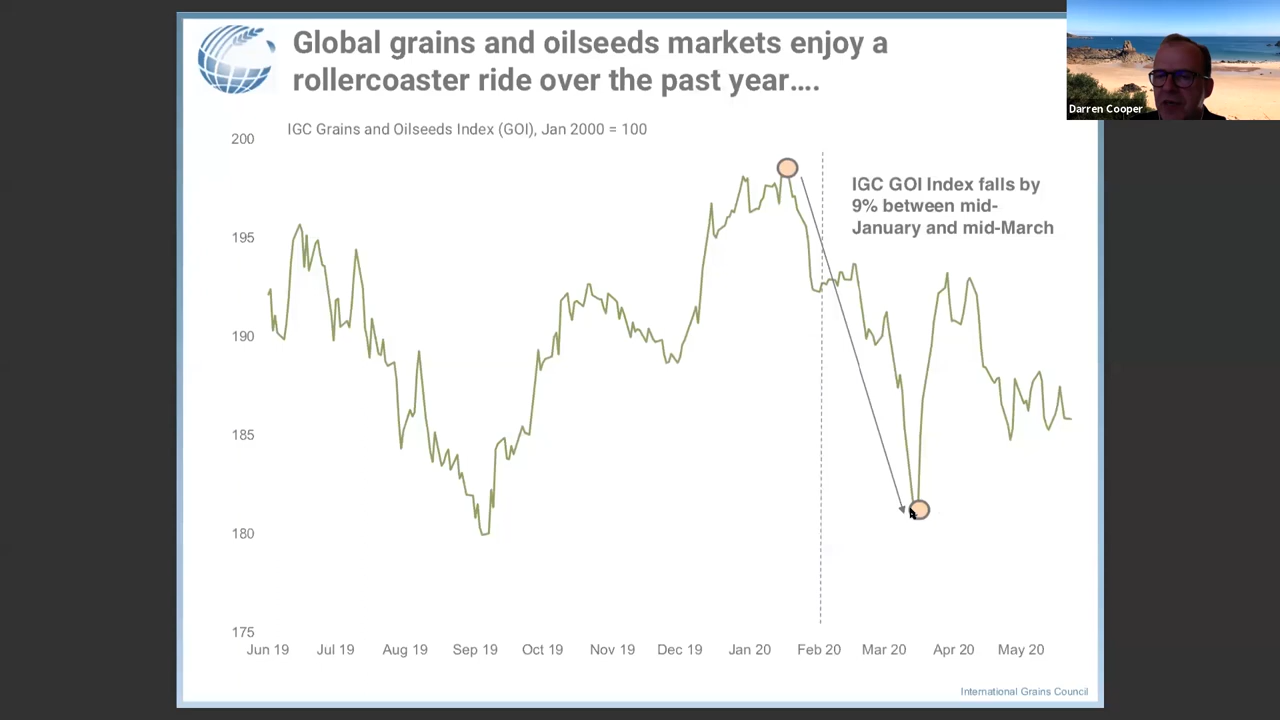 Global grains and oilseeds markets enjoy a
rollercoaster ride over the past year....
Darren Cooper
IGC Grains and Oilseeds Index (GOI), Jan 2000 = 100
200
195
190
185
180
175
IGC GOI Index falls by
9% between mid-
January and mid-March
Jun 19 Jul 19 Aug 19 Sep 19 Oct 19 Nov 19 Dec 19 Jan 20 Feb 20 Mar 20 Apr 20 May 20
International Grains Council